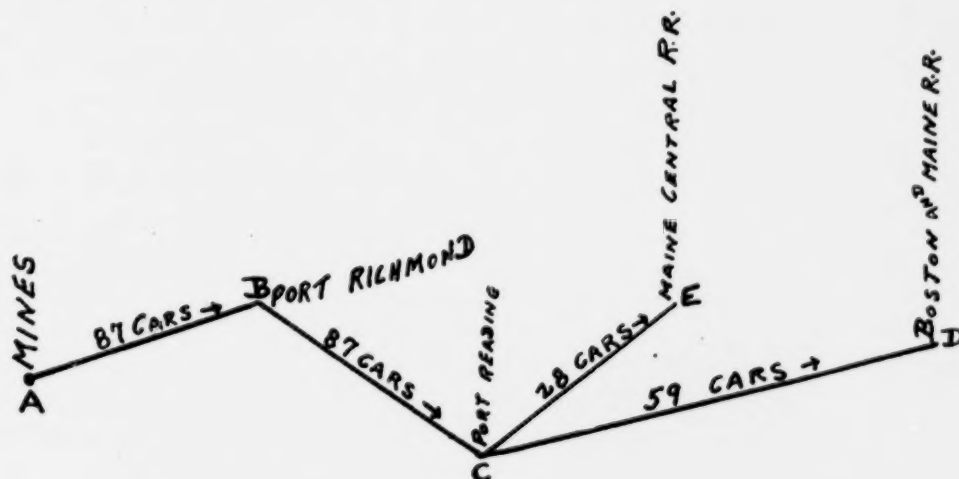 MINES
A
87 CARS →
B
PORT RICHMOND
87 CARS →
PORT READING
C
28 CARS →
MAINE CENTRAL R.R.
E
59 CARS →
BOSTON AND MAINE R.R.
D